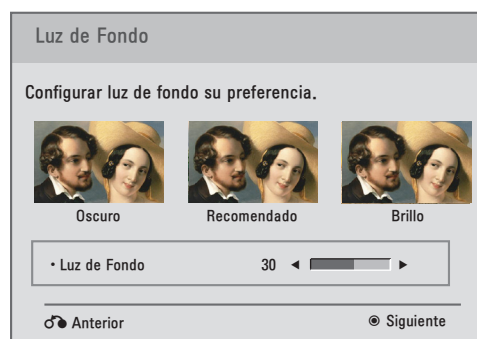 Luz de Fondo
Configurar luz de fondo su preferencia.
Oscuro Recomendado Brillo
• Luz de Fondo 30 ◄ ►
Anterior ◉ Siguiente